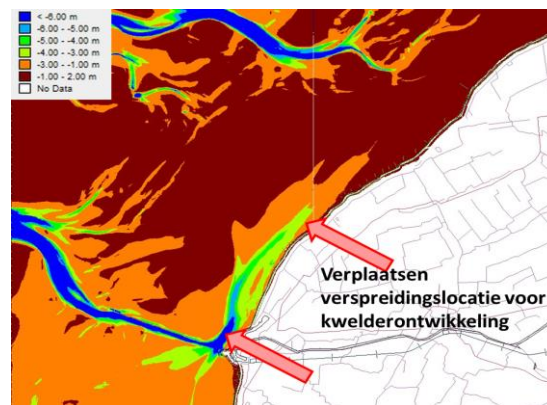 < -6.00 m
-6.00 - -5.00 m
-5.00 - -4.00 m
-4.00 - -3.00 m
-3.00 - -1.00 m
-1.00 - 2.00 m
No Data
Verplaatsen
verspreidingslocatie voor
kwelderontwikkeling